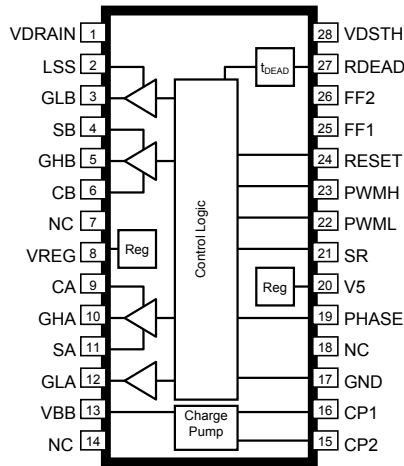 VDRAIN 1
LSS 2
GLB 3
SB 4
GHB 5
CB 6
NC 7
VREG 8
CA 9
GHA 10
SA 11
GLA 12
VBB 13
NC 14
tDEAD
Control Logic
Reg
Reg
Charge
Pump
28 VDSTH
27 RDEAD
26 FF2
25 FF1
24 RESET
23 PWMH
22 PWML
21 SR
20 V5
19 PHASE
18 NC
17 GND
16 CP1
15 CP2